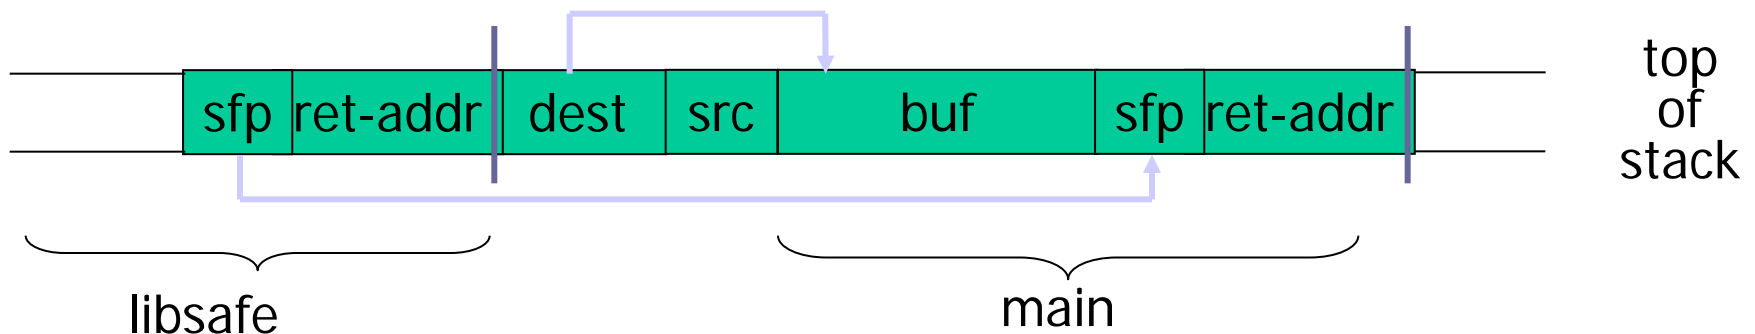 sfp ret-addr dest src buf sfp ret-addr
top
of
stack
libsafe
main